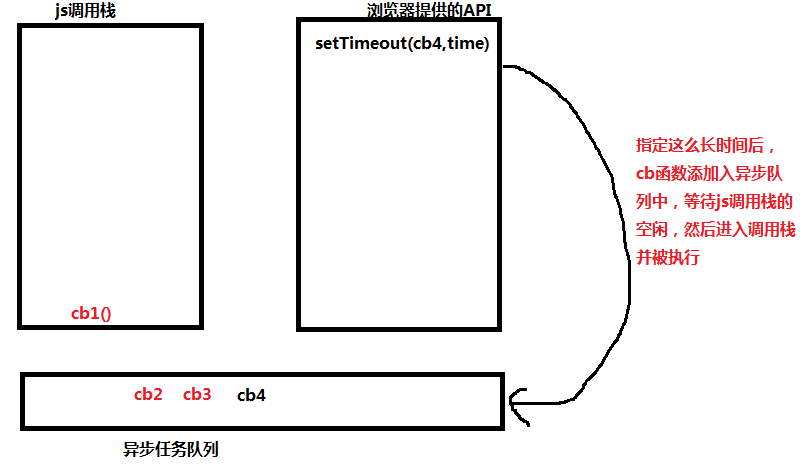 js调用栈
浏览器提供的API
setTimeout(cb4,time)
指定这么长时间后，
cb函数添加入异步队
列中，等待js调用栈的
空闲，然后进入调用栈
并被执行
cb1()
cb2 cb3 cb4
异步任务队列